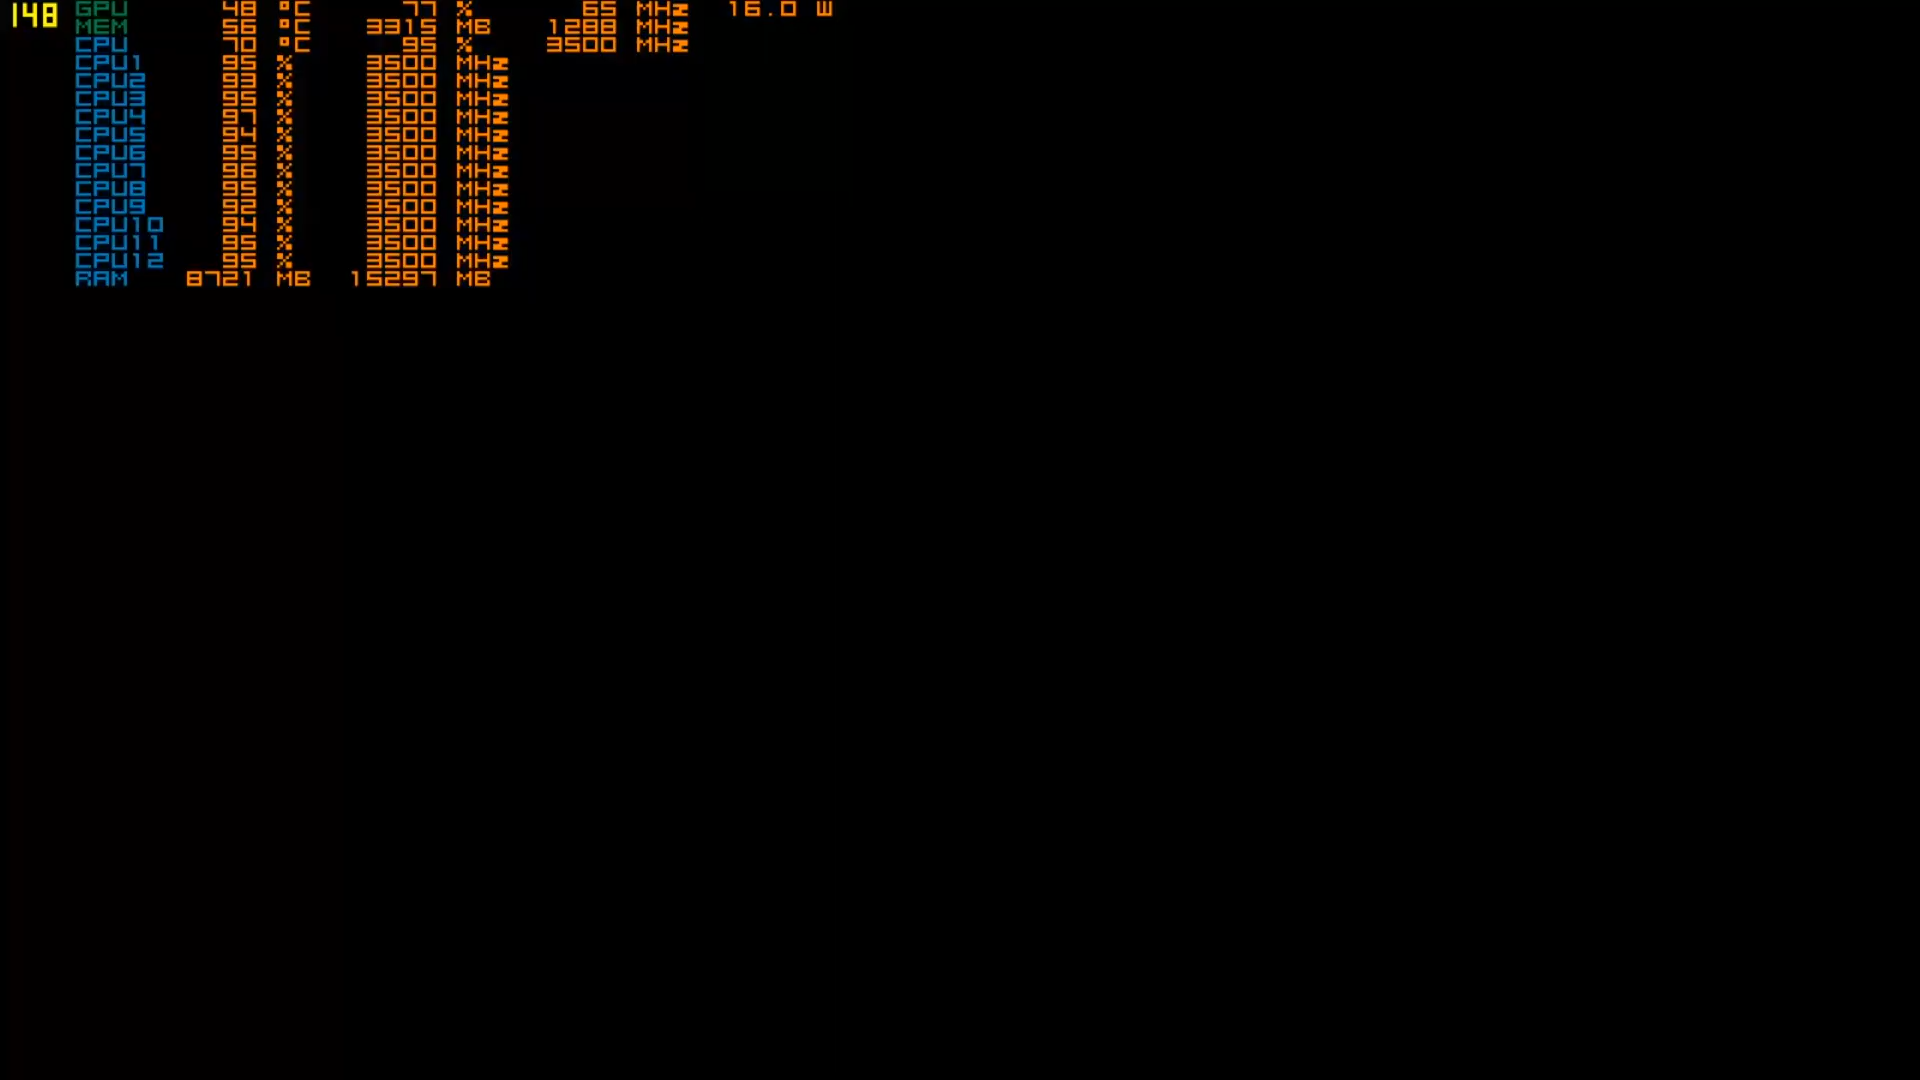 148 GPU 48 °C 77 % 65 MHz 16.0 W
MEM 56 °C 3315 MB 1288 MHz
CPU 70 °C 95 % 3500 MHz
CPU1 95 % 3500 MHz
CPU2 93 % 3500 MHz
CPU3 95 % 3500 MHz
CPU4 97 % 3500 MHz
CPU5 94 % 3500 MHz
CPU6 95 % 3500 MHz
CPU7 96 % 3500 MHz
CPU8 95 % 3500 MHz
CPU9 92 % 3500 MHz
CPU10 94 % 3500 MHz
CPU11 95 % 3500 MHz
CPU12 95 % 3500 MHz
RAM 8721 MB 15297 MB